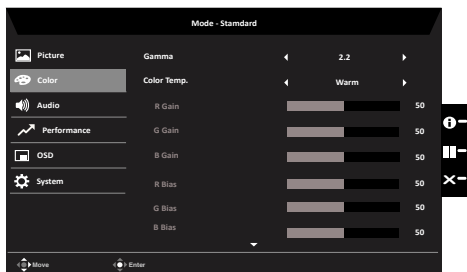 Mode - Stamdard
Picture
Gamma
2.2
Color
Color Temp.
Warm
Audio
R Gain
50
Performance
G Gain
50
OSD
B Gain
50
System
R Bias
50
G Bias
50
B Bias
50
Move
Enter